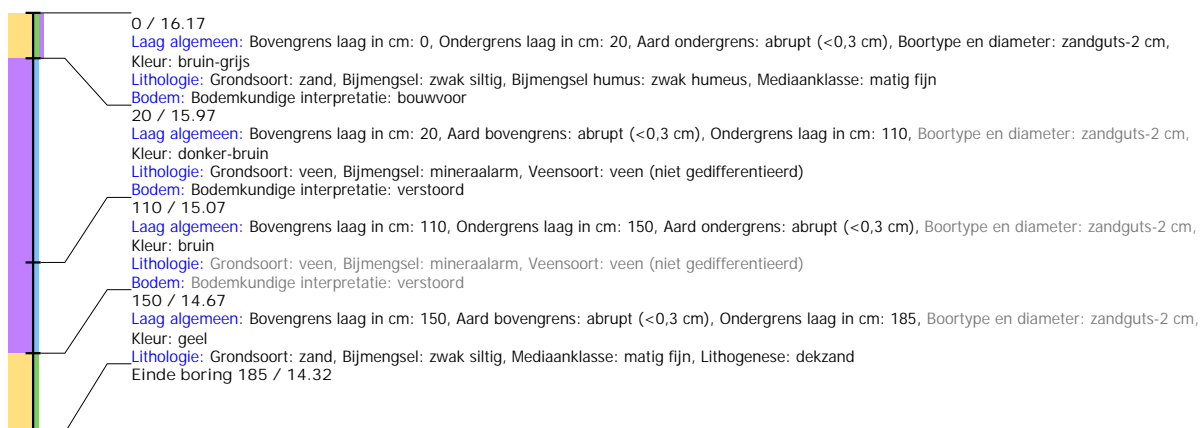 0 / 16.17
Laag algemeen: Bovengrens laag in cm: 0, Ondergrens laag in cm: 20, Aard ondergrens: abrupt (<0,3 cm), Boortype en diameter: zandguts-2 cm,
Kleur: bruin-grijs
Lithologie: Grondsoort: zand, Bijmengsel: zwak siltig, Bijmengsel humus: zwak humeus, Mediaanklasse: matig fijn
Bodem: Bodemkundige interpretatie: bouwvoor
20 / 15.97
Laag algemeen: Bovengrens laag in cm: 20, Aard bovengrens: abrupt (<0,3 cm), Ondergrens laag in cm: 110, Boortype en diameter: zandguts-2 cm,
Kleur: donker-bruin
Lithologie: Grondsoort: veen, Bijmengsel: mineraalarm, Veensoort: veen (niet gedifferentieerd)
Bodem: Bodemkundige interpretatie: verstoord
110 / 15.07
Laag algemeen: Bovengrens laag in cm: 110, Ondergrens laag in cm: 150, Aard ondergrens: abrupt (<0,3 cm), Boortype en diameter: zandguts-2 cm,
Kleur: bruin
Lithologie: Grondsoort: veen, Bijmengsel: mineraalarm, Veensoort: veen (niet gedifferentieerd)
Bodem: Bodemkundige interpretatie: verstoord
150 / 14.67
Laag algemeen: Bovengrens laag in cm: 150, Aard bovengrens: abrupt (<0,3 cm), Ondergrens laag in cm: 185, Boortype en diameter: zandguts-2 cm,
Kleur: geel
Lithologie: Grondsoort: zand, Bijmengsel: zwak siltig, Mediaanklasse: matig fijn, Lithogenese: dekzand
Einde boring 185 / 14.32